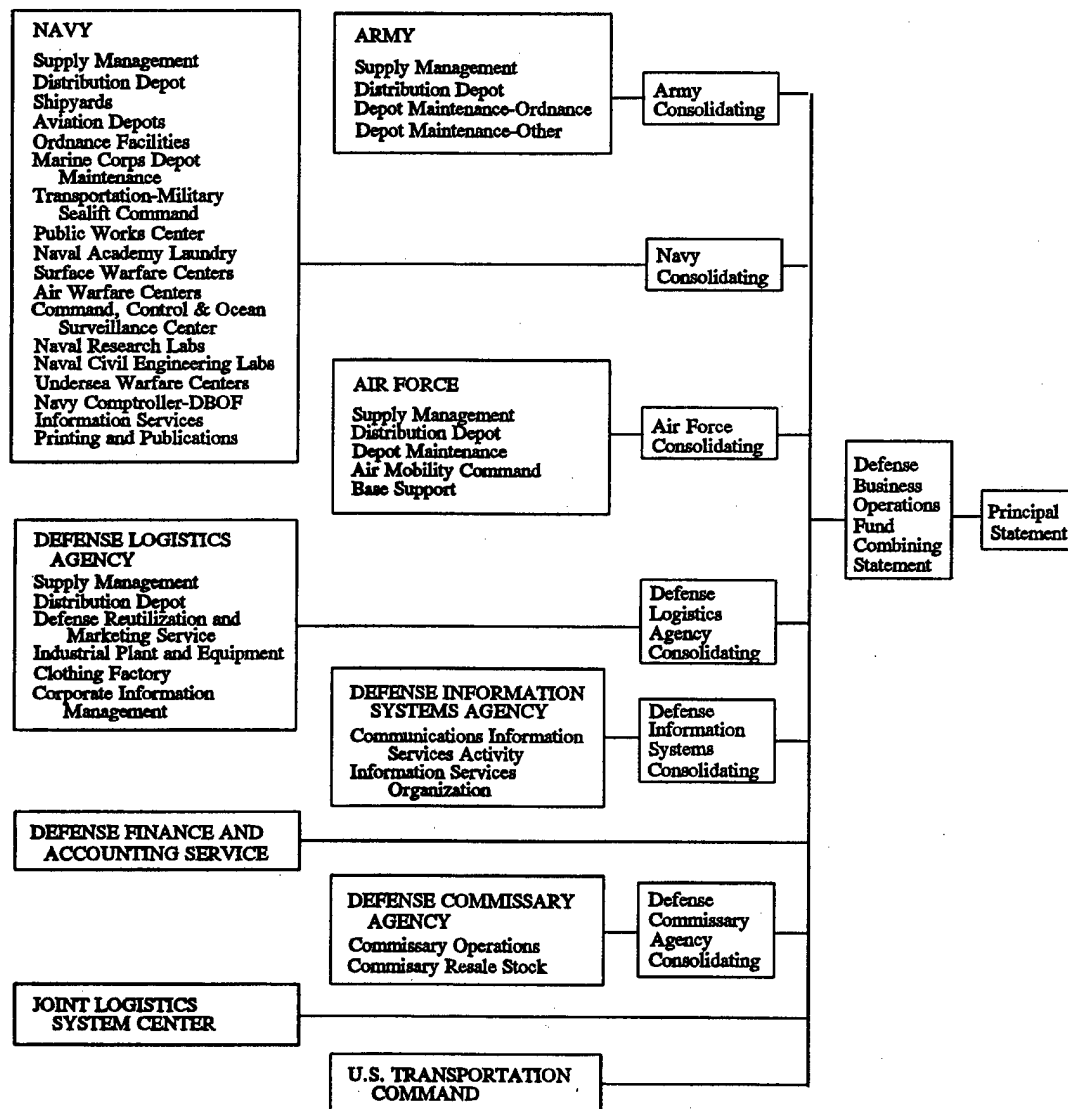 NAVY
Supply Management
Distribution Depot
Shipyards
Aviation Depots
Ordnance Facilities
Marine Corps Depot
Maintenance
Transportation-Military
Sealift Command
Public Works Center
Naval Academy Laundry
Surface Warfare Centers
Air Warfare Centers
Command, Control & Ocean
Surveillance Center
Naval Research Labs
Naval Civil Engineering Labs
Undersea Warfare Centers
Navy Comptroller-DBOF
Information Services
Printing and Publications
ARMY
Supply Management
Distribution Depot
Depot Maintenance-Ordnance
Depot Maintenance-Other
Army
Consolidating
Navy
Consolidating
AIR FORCE
Supply Management
Distribution Depot
Depot Maintenance
Air Mobility Command
Base Support
Air Force
Consolidating
Defense
Business
Operations
Fund
Combining
Statement
Principal
Statement
DEFENSE LOGISTICS
AGENCY
Supply Management
Distribution Depot
Defense Reutilization and
Marketing Service
Industrial Plant and Equipment
Clothing Factory
Corporate Information
Management
Defense
Logistics
Agency
Consolidating
DEFENSE INFORMATION
SYSTEMS AGENCY
Communications Information
Services Activity
Information Services
Organization
Defense
Information
Systems
Consolidating
DEFENSE FINANCE AND
ACCOUNTING SERVICE
DEFENSE COMMISSARY
AGENCY
Commissary Operations
Commisary Resale Stock
Defense
Commissary
Agency
Consolidating
JOINT LOGISTICS
SYSTEM CENTER
U.S. TRANSPORTATION
COMMAND